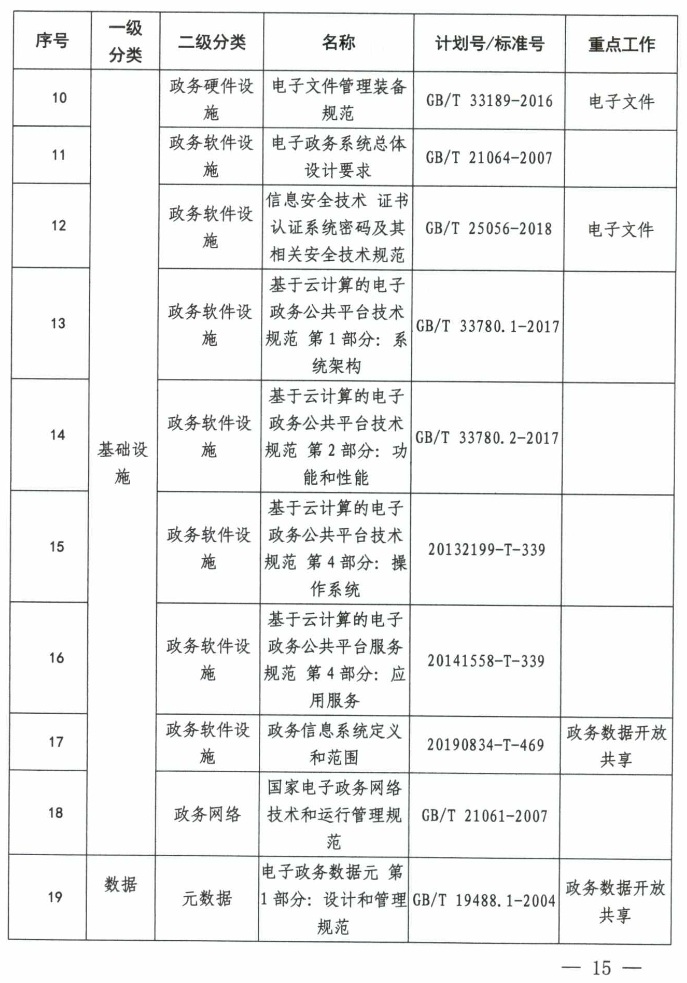 序号
一级
分类
二级分类
名称
计划号/标准号
重点工作
10
政务硬件设
施
电子文件管理装备
规范
GB/T 33189-2016
电子文件
11
政务软件设
施
电子政务系统总体
设计要求
GB/T 21064-2007
12
政务软件设
施
信息安全技术 证书
认证系统密码及其
相关安全技术规范
GB/T 25056-2018
电子文件
13
政务软件设
施
基于云计算的电子
政务公共平台技术
规范 第1部分：系
统架构
GB/T 33780.1-2017
基础设
施
14
政务软件设
施
基于云计算的电子
政务公共平台技术
规范 第2部分：功
能和性能
GB/T 33780.2-2017
15
政务软件设
施
基于云计算的电子
政务公共平台技术
规范 第4部分：操
作系统
20132199-T-339
16
政务软件设
施
基于云计算的电子
政务公共平台服务
规范 第4部分：应
用服务
20141558-T-339
17
政务软件设
施
政务信息系统定义
和范围
20190834-T-469
政务数据开放
共享
18
政务网络
国家电子政务网络
技术和运行管理规
范
GB/T 21061-2007
19
数据
元数据
电子政务数据元 第
1部分：设计和管理
规范
GB/T 19488.1-2004
政务数据开放
共享
— 15 —